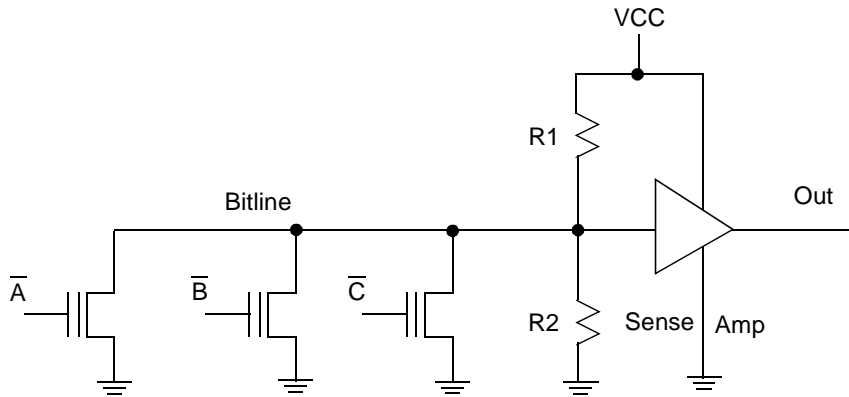 VCC
R1
Out
Bitline
A̅
B̅
C̅
R2
Sense Amp